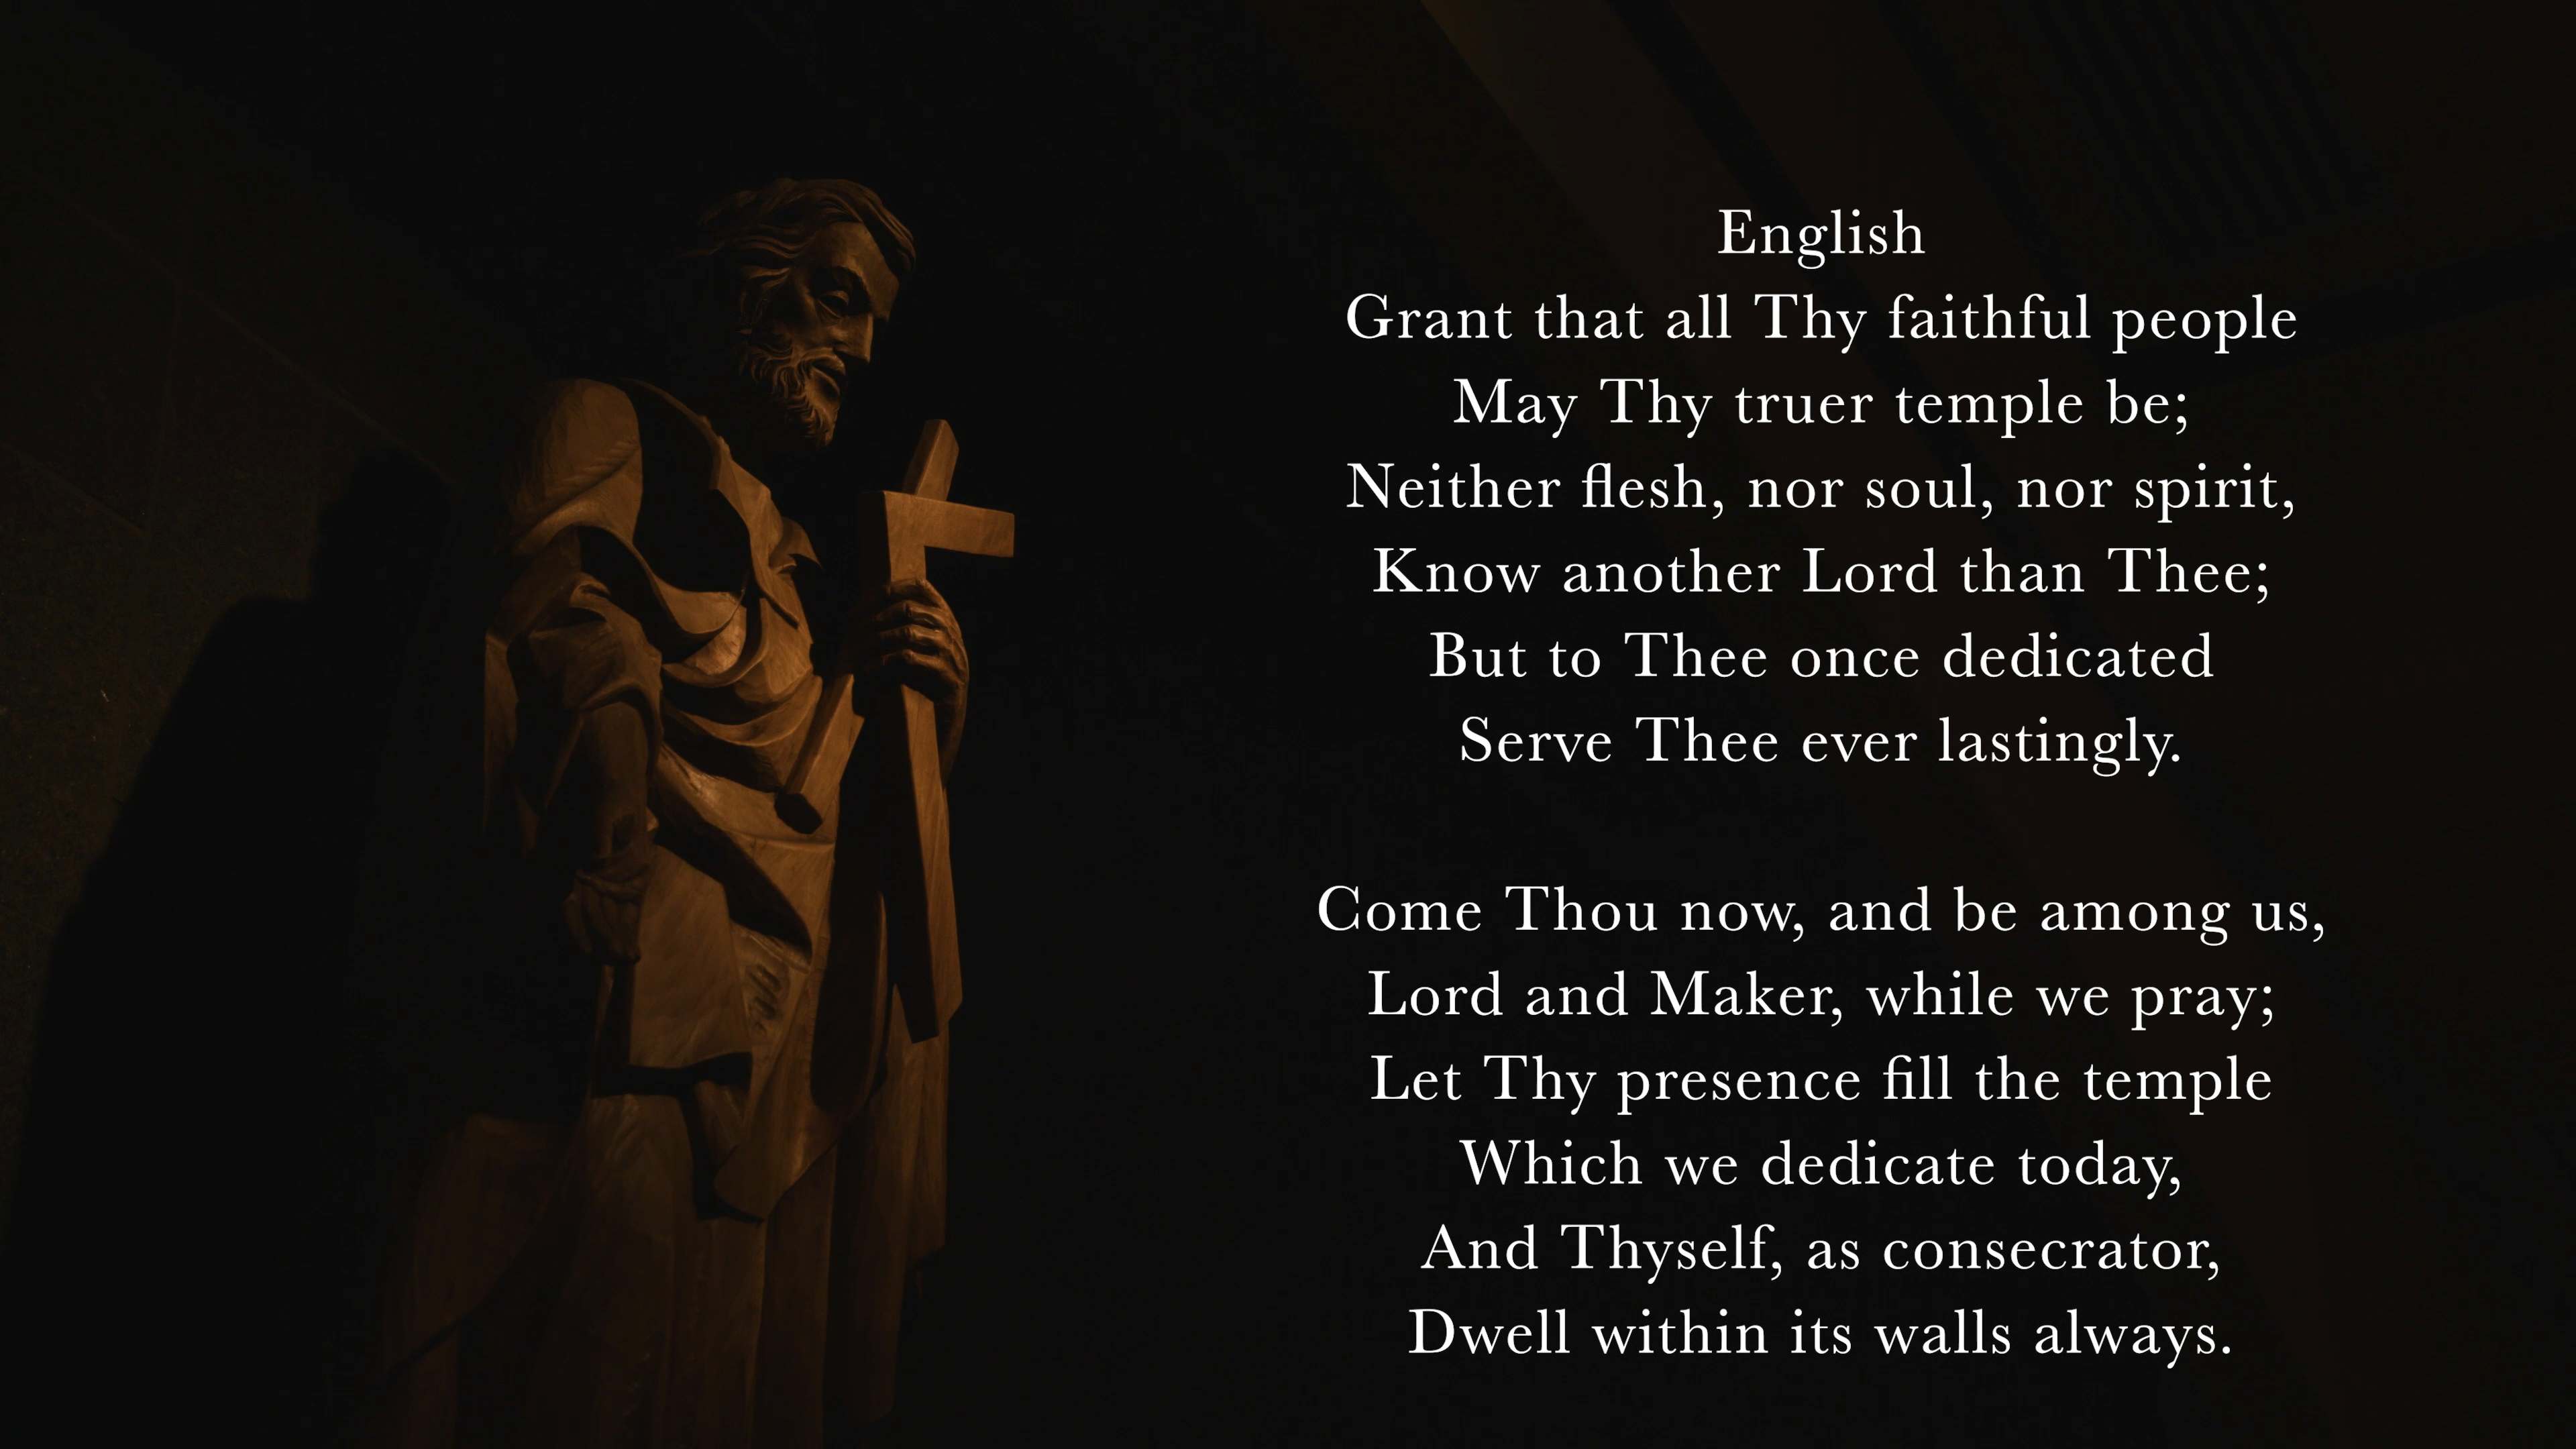 English
Grant that all Thy faithful people
May Thy truer temple be;
Neither flesh, nor soul, nor spirit,
Know another Lord than Thee;
But to Thee once dedicated
Serve Thee ever lastingly.
Come Thou now, and be among us,
Lord and Maker, while we pray;
Let Thy presence fill the temple
Which we dedicate today,
And Thyself, as consecrator,
Dwell within its walls always.